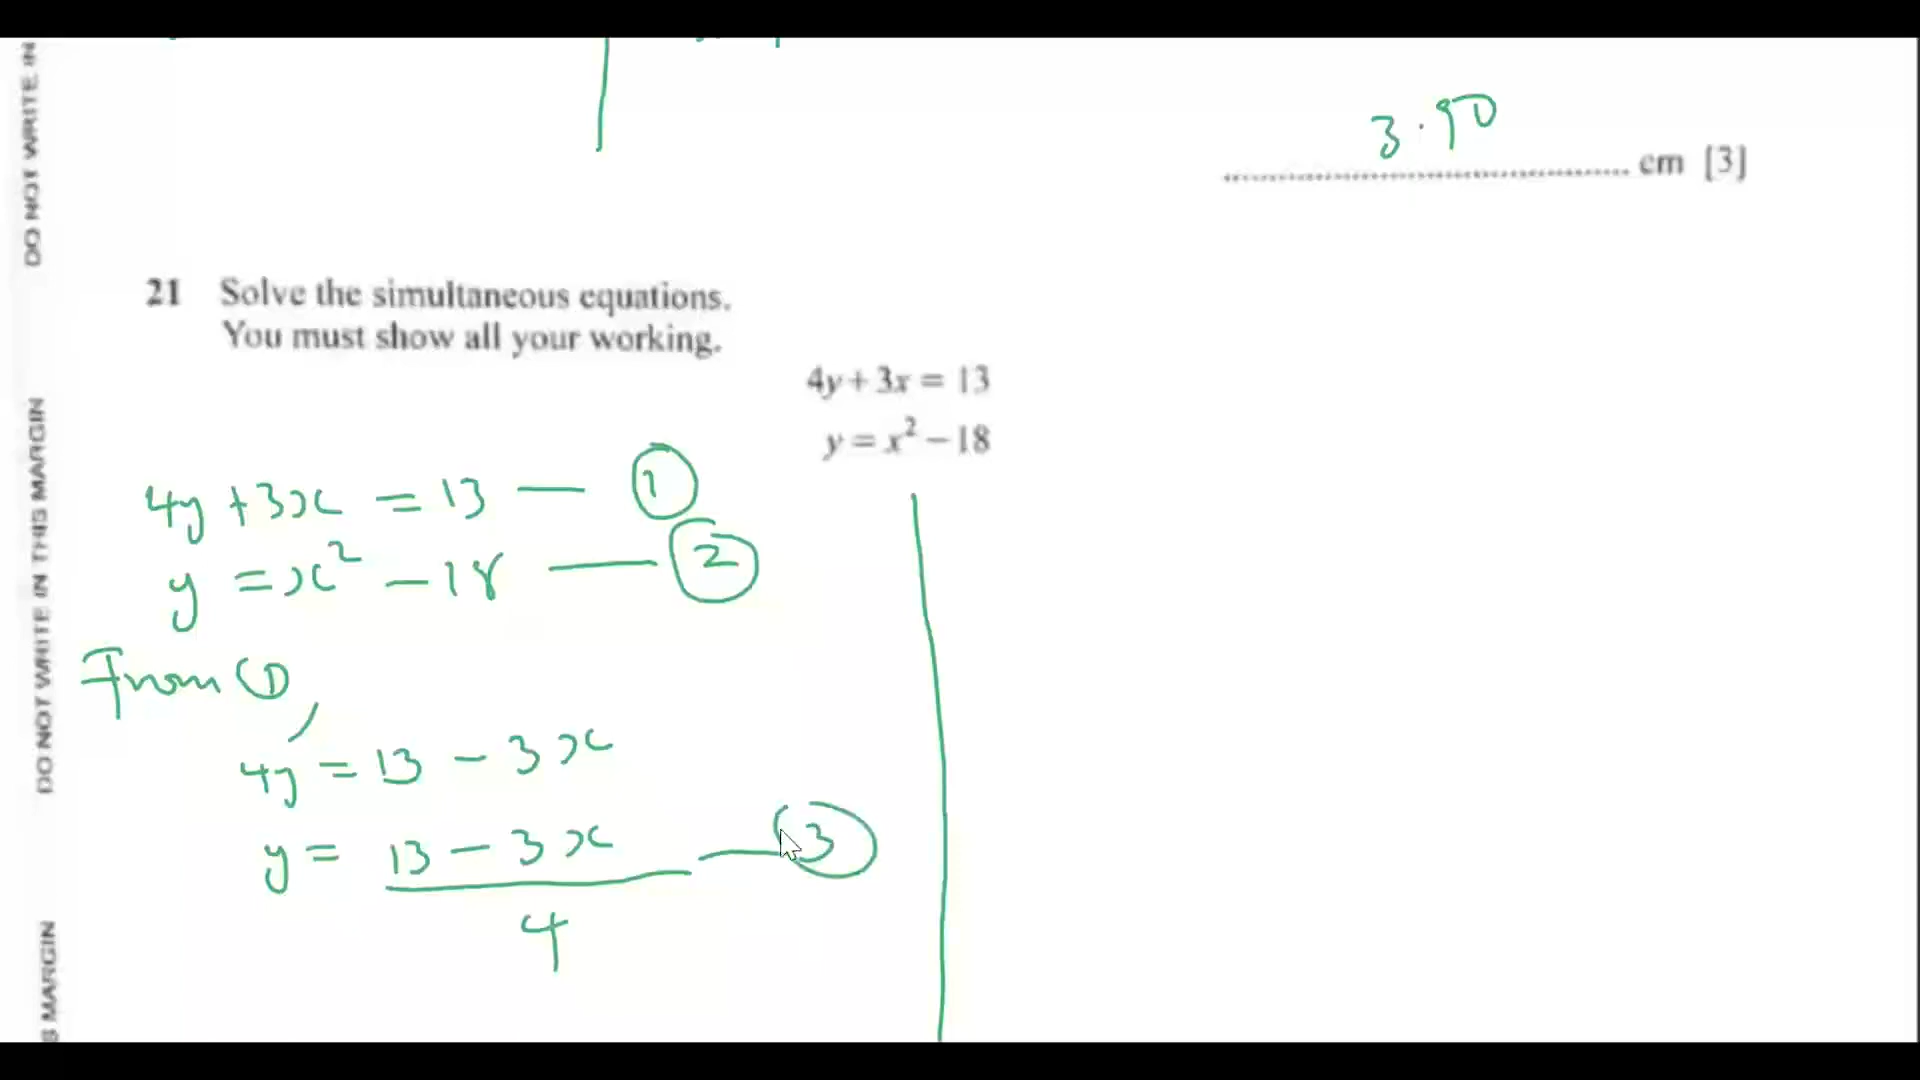 DO NOT WRITE IN
3.90
cm [3]
21 Solve the simultaneous equations.
You must show all your working.
4y + 3x = 13
y = x² − 18
DO NOT WRITE IN THIS MARGIN
4y + 3x = 13 — ①
y = x² − 18 — ②
From ①,
4y = 13 − 3x
y = 13 − 3x — ③
4
S MARGIN